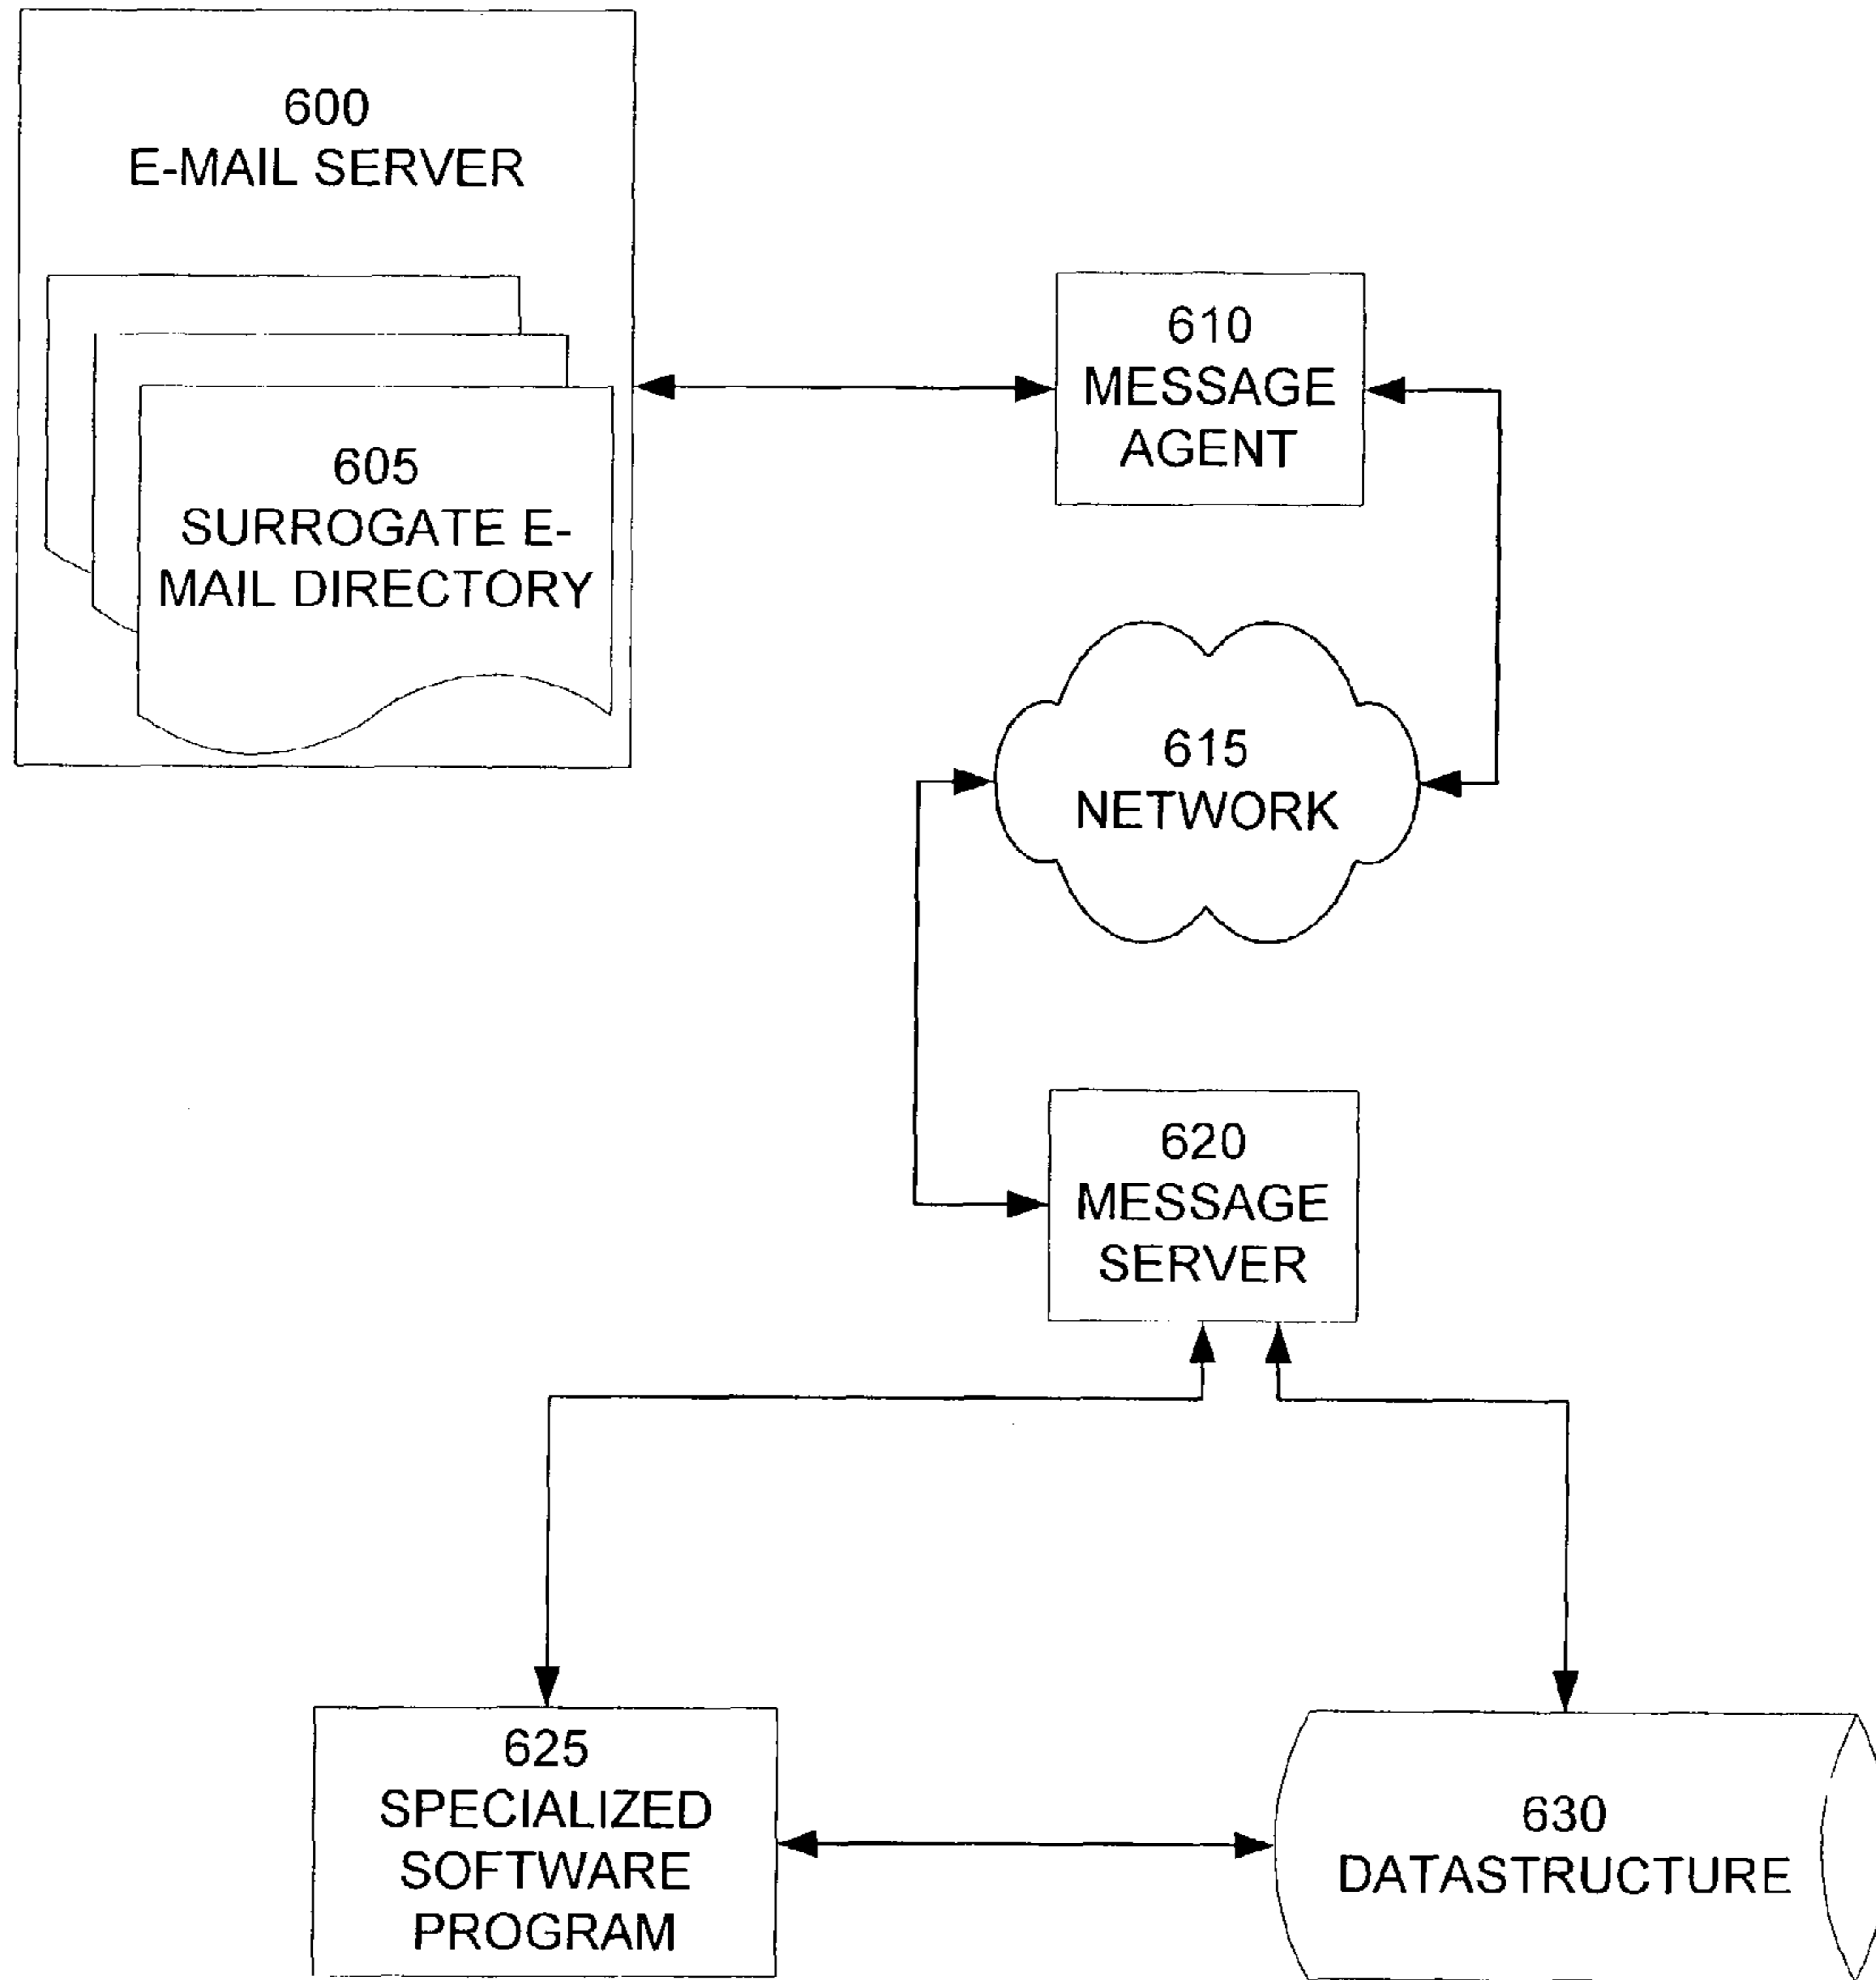 600
E-MAIL SERVER
605
SURROGATE E-
MAIL DIRECTORY
610
MESSAGE
AGENT
615
NETWORK
620
MESSAGE
SERVER
625
SPECIALIZED
SOFTWARE
PROGRAM
630
DATASTRUCTURE